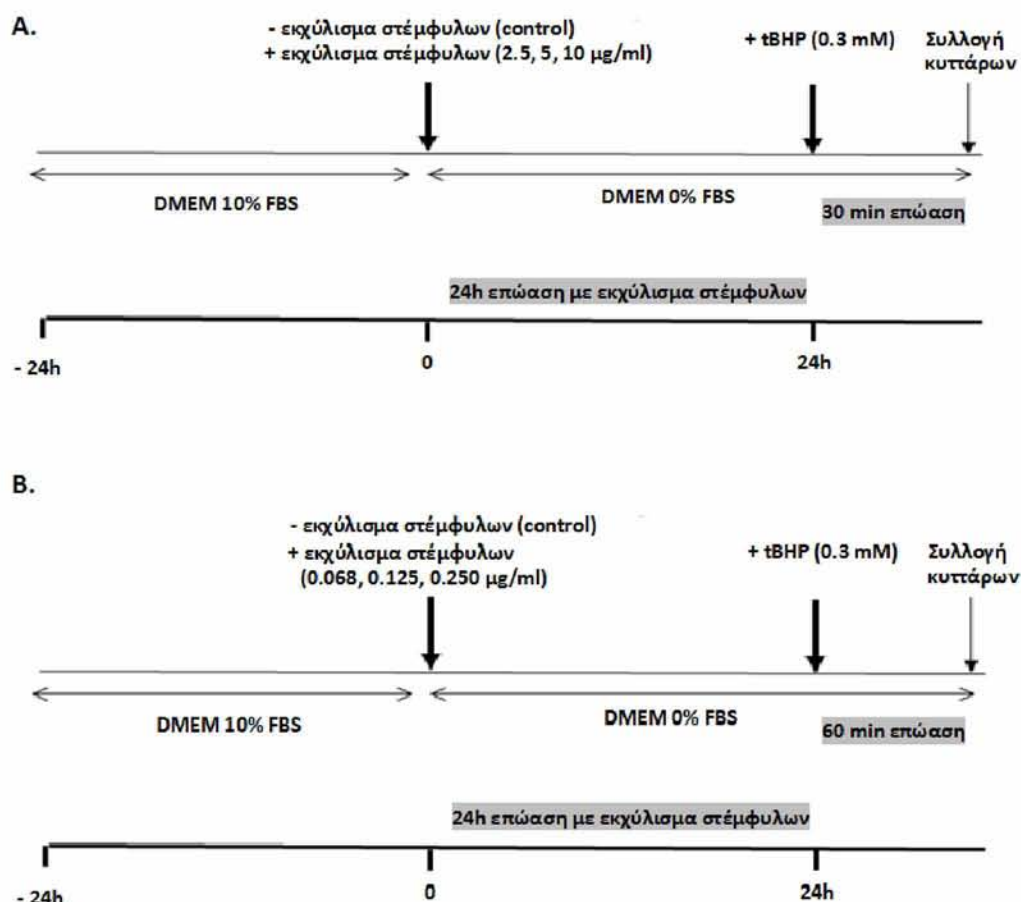 A.
- εκχύλισμα στέμφυλων (control)
+ εκχύλισμα στέμφυλων (2.5, 5, 10 μg/ml)
+ tBHP (0.3 mM)
Συλλογή
κυττάρων
DMEM 10% FBS
DMEM 0% FBS
30 min επώαση
24h επώαση με εκχύλισμα στέμφυλων
- 24h
0
24h
B.
- εκχύλισμα στέμφυλων (control)
+ εκχύλισμα στέμφυλων
(0.068, 0.125, 0.250 μg/ml)
+ tBHP (0.3 mM)
Συλλογή
κυττάρων
DMEM 10% FBS
DMEM 0% FBS
60 min επώαση
24h επώαση με εκχύλισμα στέμφυλων
- 24h
0
24h